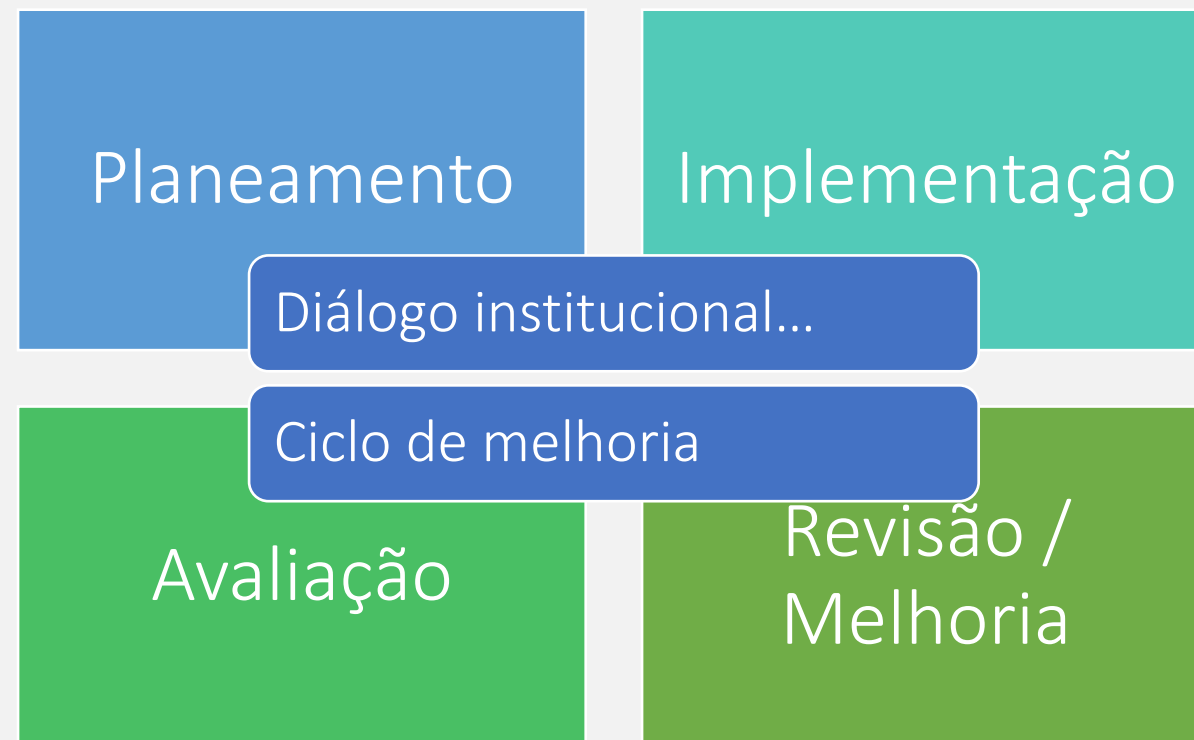 Planeamento
Implementação
Diálogo institucional...
Ciclo de melhoria
Avaliação
Revisão /
Melhoria